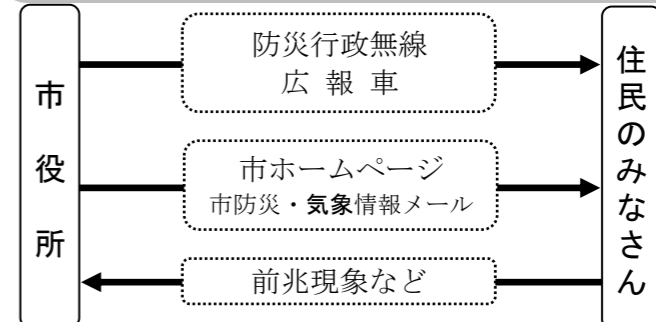 市役所
防災行政無線
広報車
市ホームページ
市防災・気象情報メール
前兆現象など
住民のみなさん